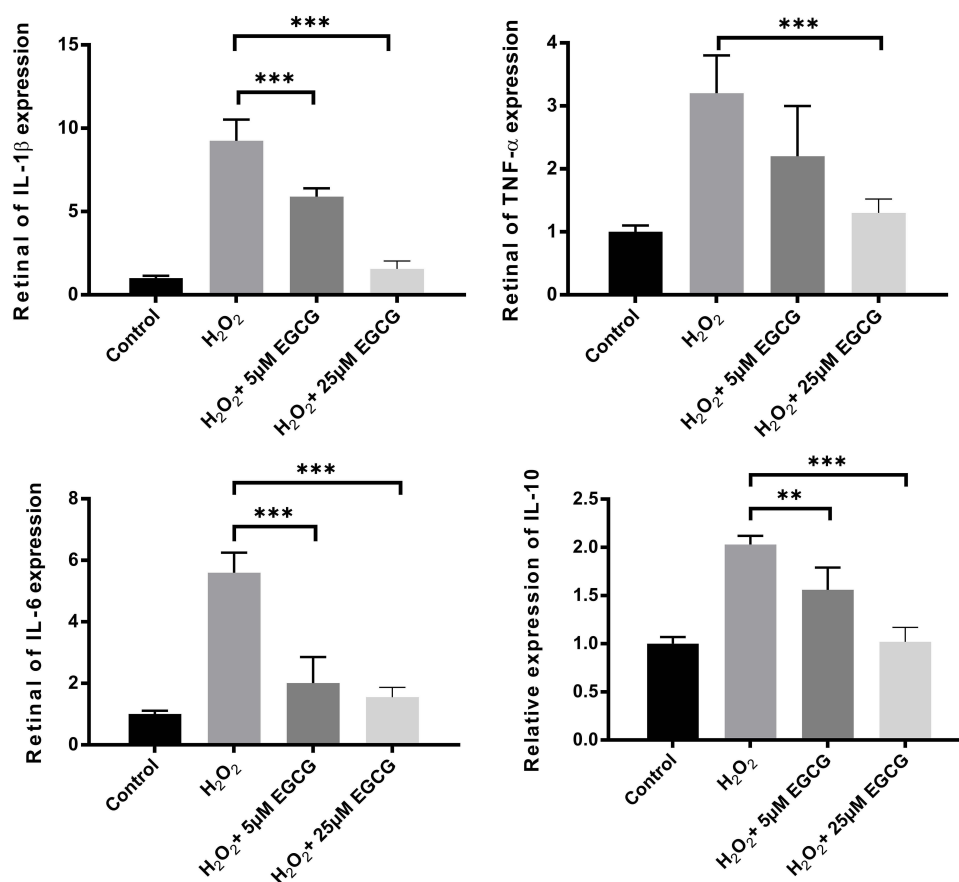 Retinal of IL-1β expression
15
10
5
0
***
***
Control
H₂O₂
H₂O₂+ 5μM EGCG
H₂O₂+ 25μM EGCG
Retinal of TNF-α expression
4
3
2
1
0
***
Control
H₂O₂
H₂O₂+ 5μM EGCG
H₂O₂+ 25μM EGCG
Retinal of IL-6 expression
8
6
4
2
0
***
***
Control
H₂O₂
H₂O₂+ 5μM EGCG
H₂O₂+ 25μM EGCG
Relative expression of IL-10
2.5
2.0
1.5
1.0
0.5
0.0
***
**
Control
H₂O₂
H₂O₂+ 5μM EGCG
H₂O₂+ 25μM EGCG